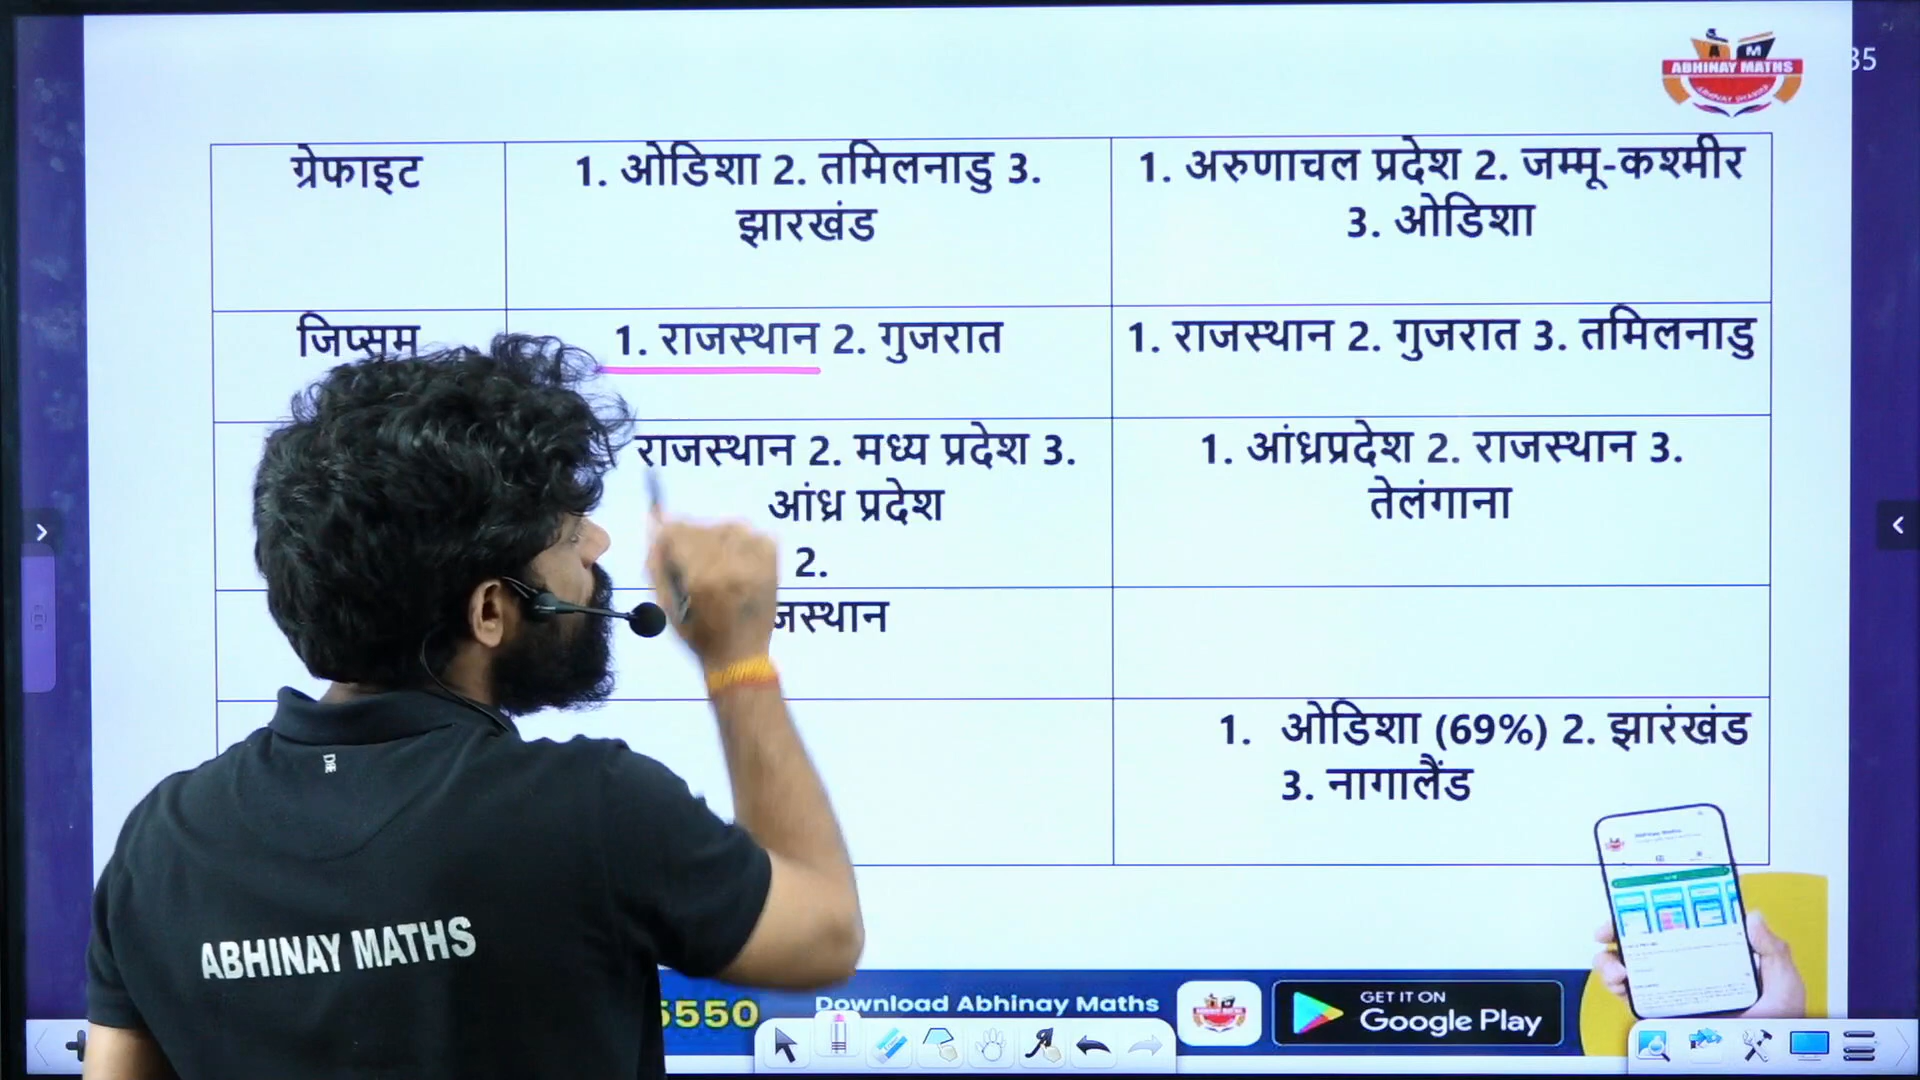 A M
ABHINAY MATHS
35
ग्रेफाइट
1. ओडिशा 2. तमिलनाडु 3.
झारखंड
1. अरुणाचल प्रदेश 2. जम्मू-कश्मीर
3. ओडिशा
जिप्सम
1. राजस्थान 2. गुजरात
1. राजस्थान 2. गुजरात 3. तमिलनाडु
राजस्थान 2. मध्य प्रदेश 3.
आंध्र प्रदेश
2.
1. आंध्रप्रदेश 2. राजस्थान 3.
तेलंगाना
जस्थान
1. ओडिशा (69%) 2. झारंखंड
3. नागालैंड
ABHINAY MATHS
5550
Download Abhinay Maths
GET IT ON
Google Play